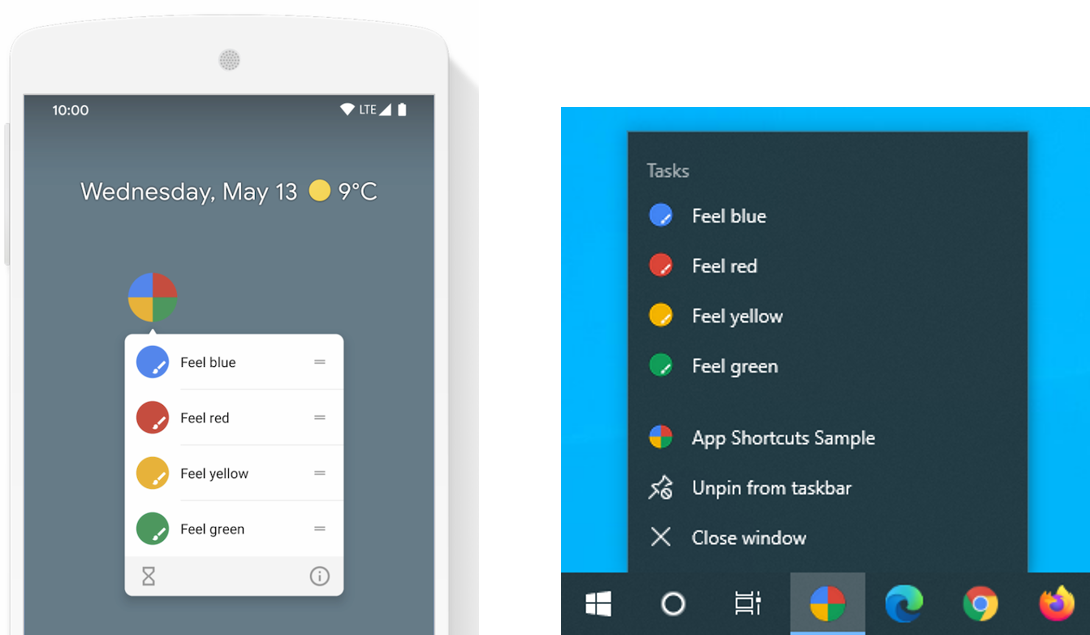 10:00
LTE
Wednesday, May 13 9°C
Feel blue
Feel red
Feel yellow
Feel green
Tasks
Feel blue
Feel red
Feel yellow
Feel green
App Shortcuts Sample
Unpin from taskbar
Close window